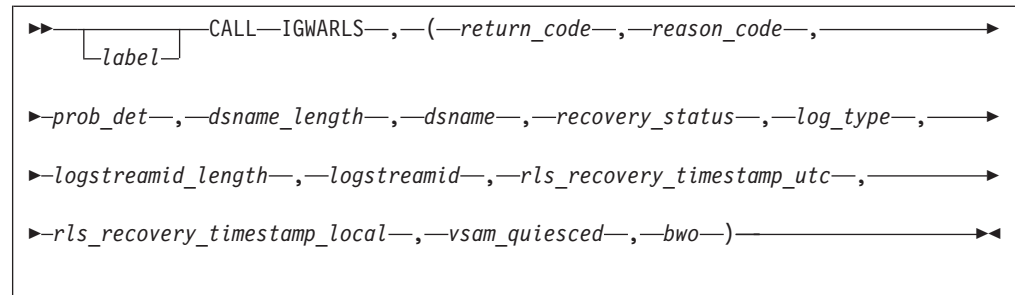 ►►—CALL—IGWARLS—,—(—return_code—,—reason_code—,—►
label
►—prob_det—,—dsname_length—,—dsname—,—recovery_status—,—log_type—,—►
►—logstreamid_length—,—logstreamid—,—rls_recovery_timestamp_utc—,—►
►—rls_recovery_timestamp_local—,—vsam_quiesced—,—bwo—)—►◄